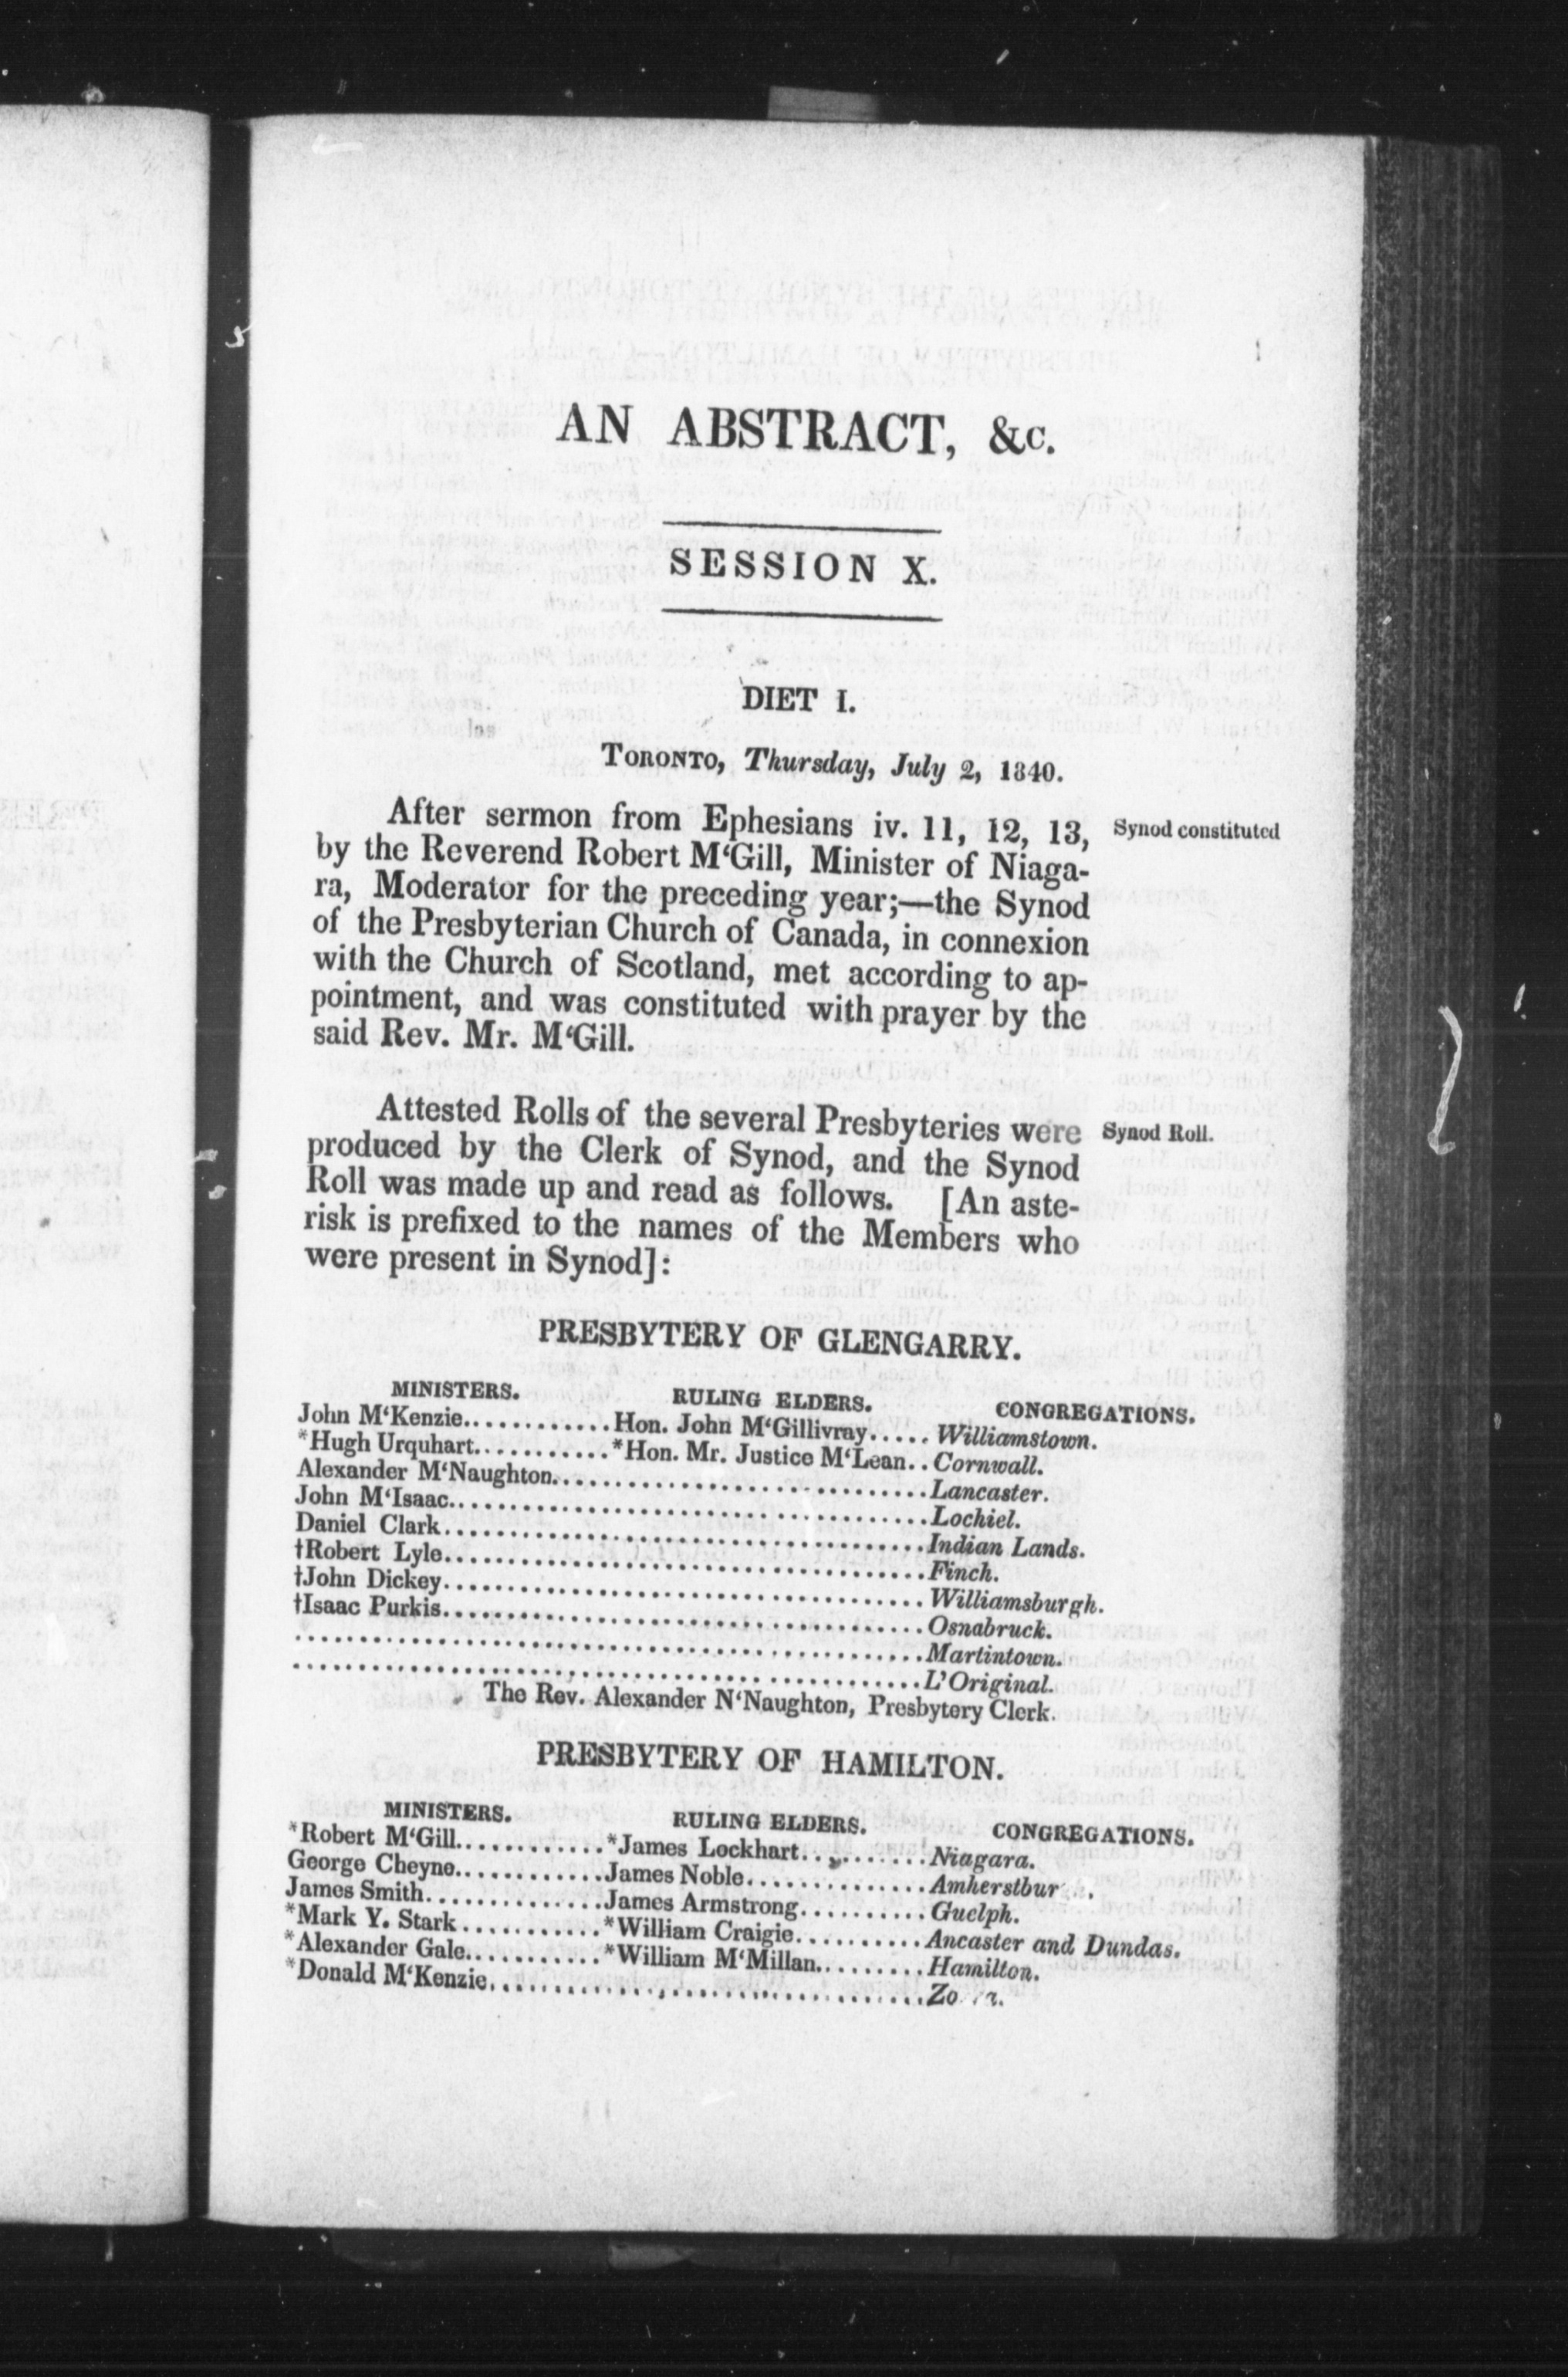 AN ABSTRACT, &c.
SESSION X.
DIET I.
TORONTO, Thursday, July 2, 1840.
After sermon from Ephesians iv. 11, 12, 13, Synod constituted
by the Reverend Robert M‘Gill, Minister of Niaga-
ra, Moderator for the preceding year;—the Synod
of the Presbyterian Church of Canada, in connexion
with the Church of Scotland, met according to ap-
pointment, and was constituted with prayer by the
said Rev. Mr. M‘Gill.
Attested Rolls of the several Presbyteries were Synod Roll.
produced by the Clerk of Synod, and the Synod
Roll was made up and read as follows. [An aste-
risk is prefixed to the names of the Members who
were present in Synod]:
PRESBYTERY OF GLENGARRY.
MINISTERS. RULING ELDERS. CONGREGATIONS.
John M‘Kenzie............Hon. John M‘Gillivray..... Williamstown.
*Hugh Urquhart...........*Hon. Mr. Justice M‘Lean.. Cornwall.
Alexander M‘Naughton..............................Lancaster.
John M‘Isaac......................................Lochiel.
Daniel Clark......................................Indian Lands.
†Robert Lyle......................................Finch.
†John Dickey......................................Williamsburgh.
†Isaac Purkis.....................................Osnabruck.
..................................................Martintown.
..................................................L’Original.
The Rev. Alexander N‘Naughton, Presbytery Clerk.
PRESBYTERY OF HAMILTON.
MINISTERS. RULING ELDERS. CONGREGATIONS.
*Robert M‘Gill............*James Lockhart..........Niagara.
George Cheyne............James Noble..............Amherstbur
James Smith..............James Armstrong..........Guelph.
*Mark Y. Stark...........*William Craigie..........Ancaster and Dundas.
*Alexander Gale...........*William M‘Millan.........Hamilton.
*Donald M‘Kenzie..................................